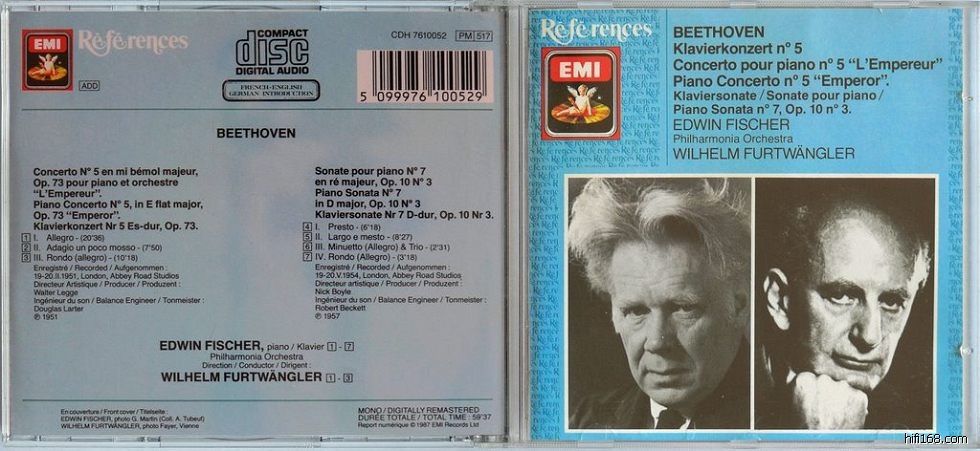 Références
EMI
ADD
COMPACT
disc
DIGITAL AUDIO
FRENCH-ENGLISH
GERMAN INTRODUCTION
CDH 7610052
PM 517
5 099976 100529
BEETHOVEN
Concerto Nº 5 en mi bémol majeur,
Op. 73 pour piano et orchestre
“L’Empereur”.
Piano Concerto Nº 5, in E flat major,
Op. 73 “Emperor”.
Klavierkonzert Nr 5 Es-dur, Op. 73.
1 I. Allegro - (20'36)
2 II. Adagio un poco mosso - (7'50)
3 III. Rondo (allegro) - (10'18)
Enregistré / Recorded / Aufgenommen :
19-20.II.1951, London, Abbey Road Studios
Directeur Artistique / Producer / Produzent :
Walter Legge
Ingénieur du son / Balance Engineer / Tonmeister :
Douglas Larter
℗ 1951
Sonate pour piano Nº 7
en ré majeur, Op. 10 Nº 3
Piano Sonata Nº 7
in D major, Op. 10 Nº 3
Klaviersonate Nr 7 D-dur, Op. 10 Nr 3.
4 I. Presto - (6'18)
5 II. Largo e mesto - (8'27)
6 III. Minuetto (Allegro) & Trio - (2'31)
7 IV. Rondo (Allegro) - (3'18)
Enregistré / Recorded / Aufgenommen :
19-20.V.1954, London, Abbey Road Studios
Directeur Artistique / Producer / Produzent :
Nick Boyle
Ingénieur du son / Balance Engineer / Tonmeister :
Robert Beckett
℗ 1957
EDWIN FISCHER, piano / Klavier 1 - 7
Philharmonia Orchestra
Direction / Conductor / Dirigent :
WILHELM FURTWÄNGLER 1 - 3
En couverture / Front cover / Titelseite :
EDWIN FISCHER, photo G. Martin (Coll. A. Tubeuf)
WILHELM FURTWÄNGLER, photo Fayer, Vienne
MONO / DIGITALLY REMASTERED
DURÉE TOTALE / TOTAL TIME : 59'37
Report numérique © 1987 EMI Records Ltd
Références
EMI
BEETHOVEN
Klavierkonzert nº 5
Concerto pour piano nº 5 “L’Empereur”
Piano Concerto nº 5 “Emperor”.
Klaviersonate / Sonate pour piano /
Piano Sonata nº 7, Op. 10 nº 3.
EDWIN FISCHER
Philharmonia Orchestra
WILHELM FURTWÄNGLER
hifi168.com